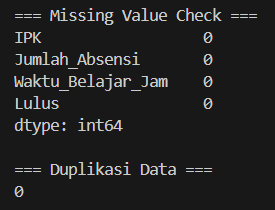 === Missing Value Check ===
IPK                  0
Jumlah_Absensi       0
Waktu_Belajar_Jam    0
Lulus                0
dtype: int64

=== Duplikasi Data ===
0